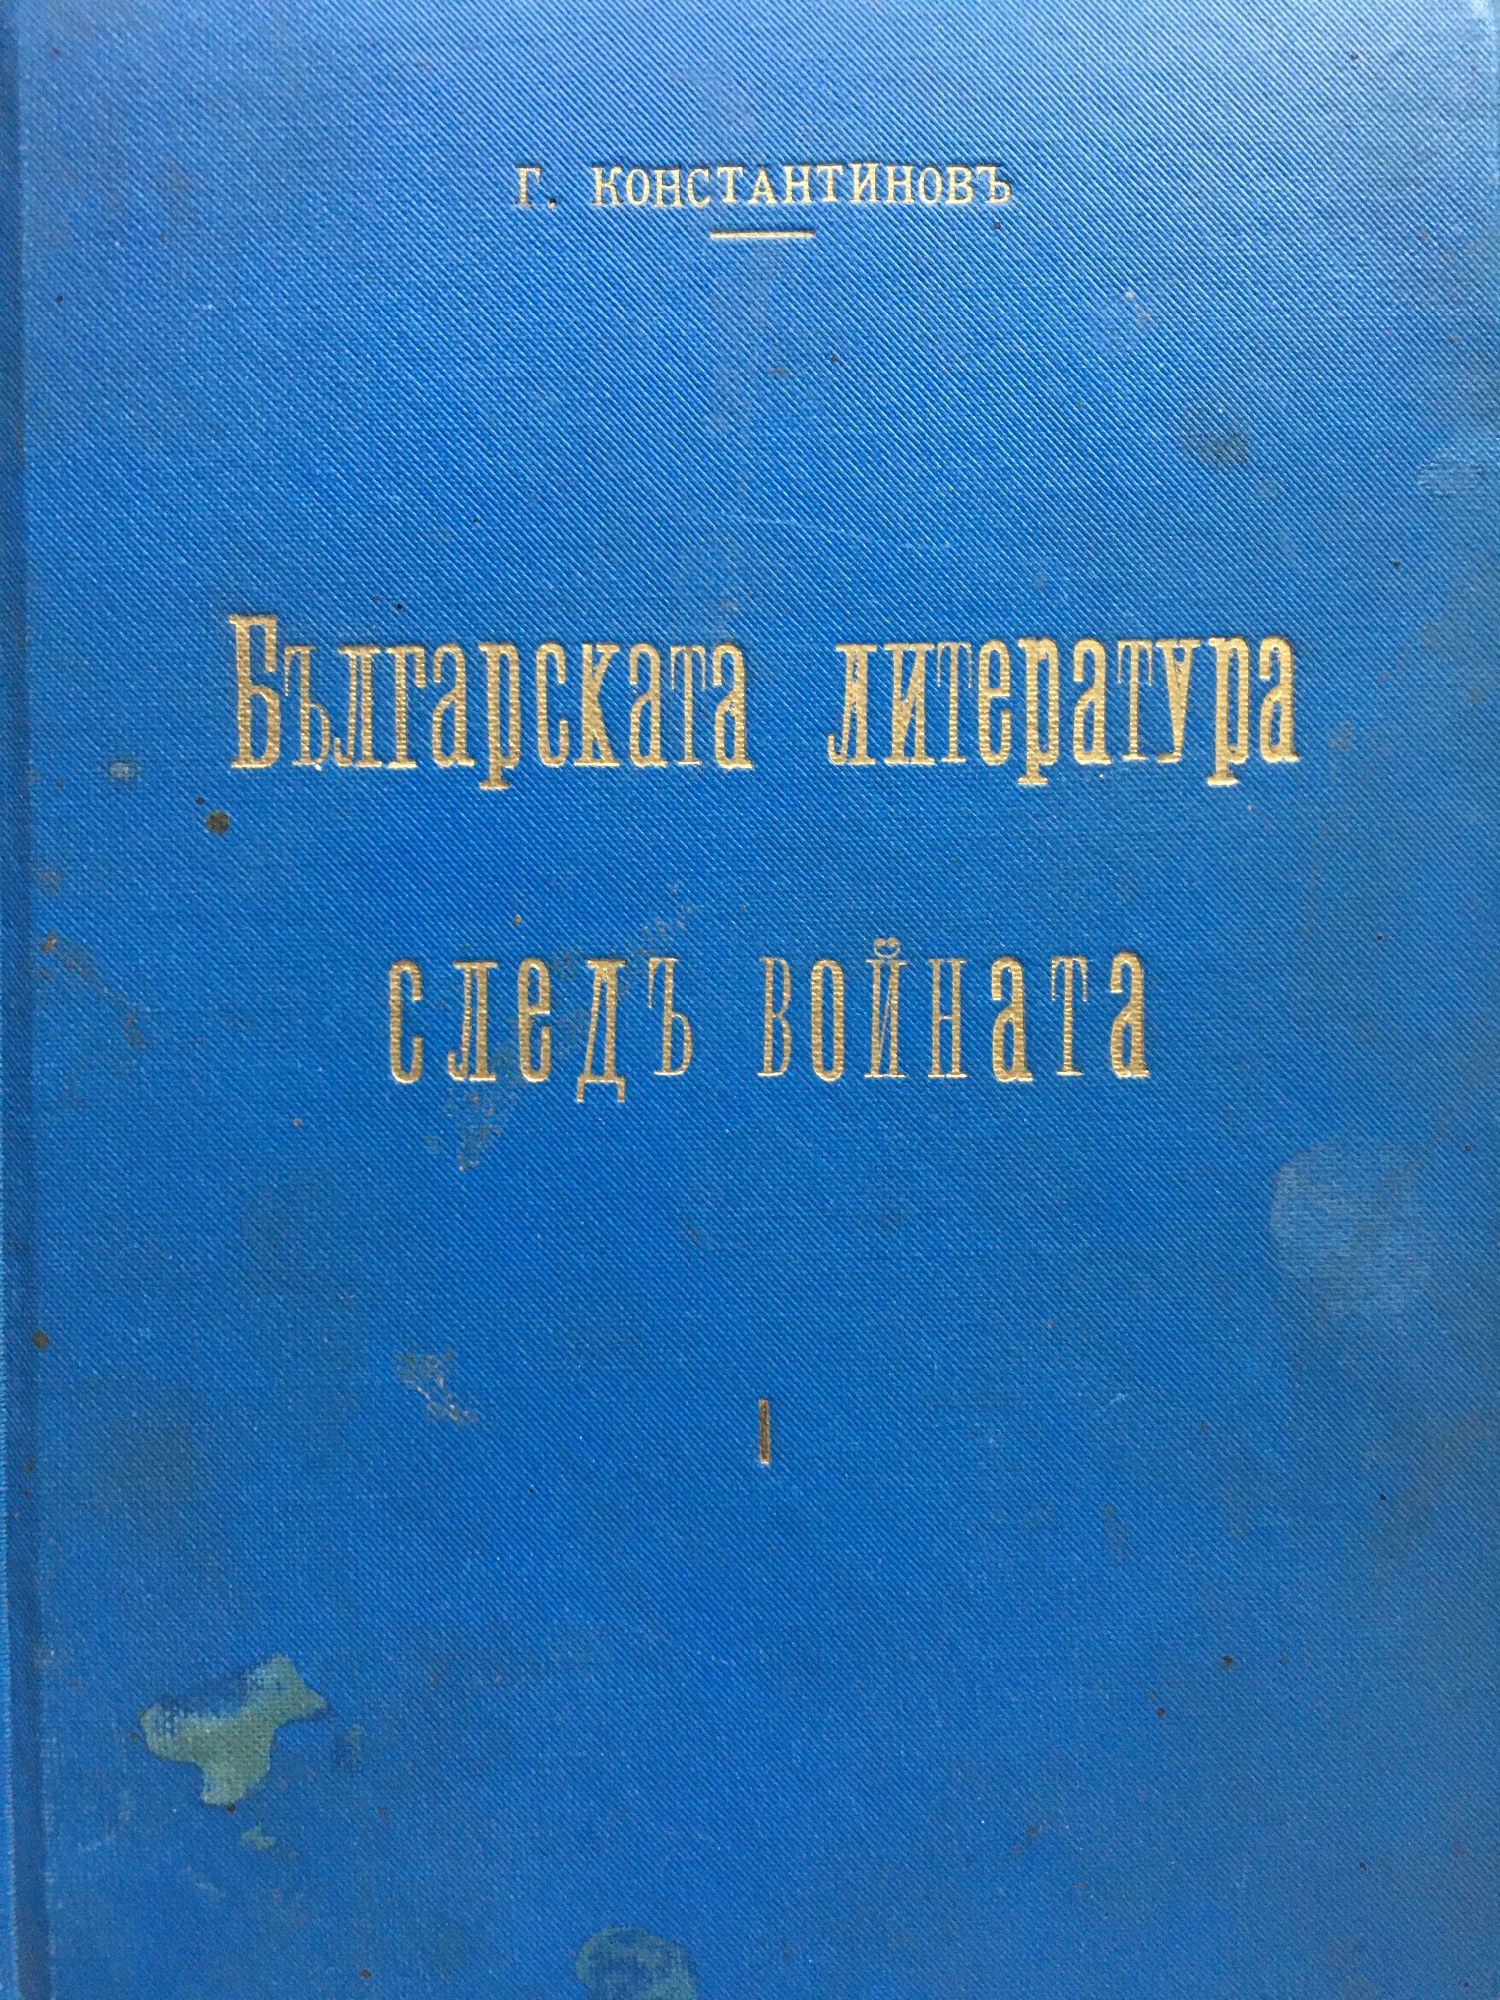 Г. КОНСТАНТИНОВЪ
Българската литература
следъ войната
I